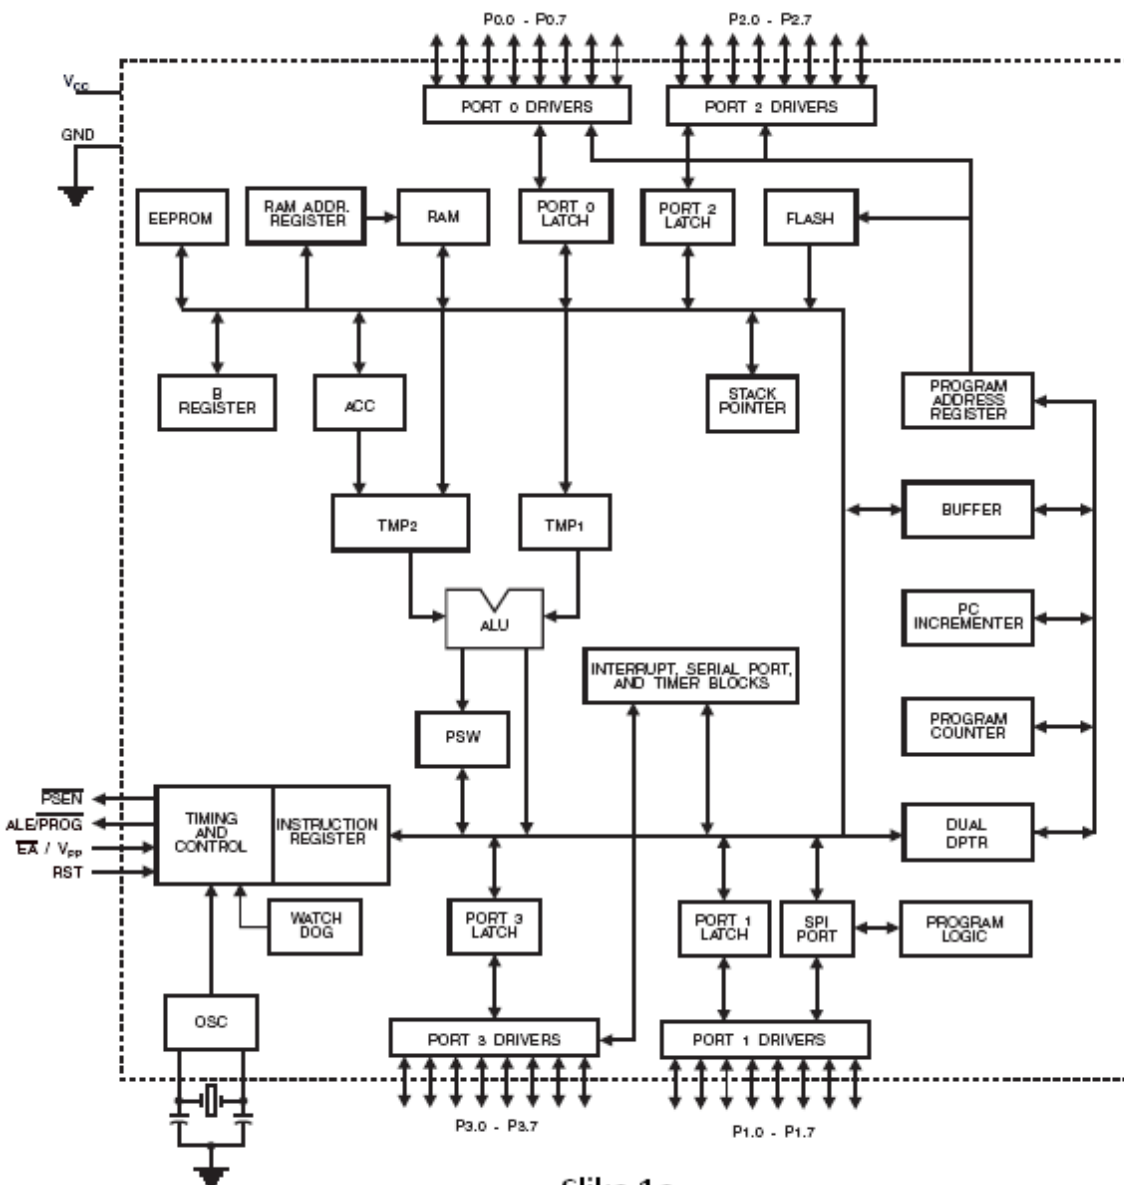 P0.0 - P0.7
P2.0 - P2.7
VCC
PORT 0 DRIVERS
PORT 2 DRIVERS
GND
EEPROM
RAM ADDR.
REGISTER
RAM
PORT 0
LATCH
PORT 2
LATCH
FLASH
B
REGISTER
ACC
STACK
POINTER
PROGRAM
ADDRESS
REGISTER
TMP2
TMP1
BUFFER
ALU
PC
INCREMENTER
INTERRUPT, SERIAL PORT,
AND TIMER BLOCKS
PSW
PROGRAM
COUNTER
PSEN
ALE/PROG
EA / VPP
RST
TIMING
AND
CONTROL
INSTRUCTION
REGISTER
DUAL
DPTR
WATCH
DOG
PORT 3
LATCH
PORT 1
LATCH
SPI
PORT
PROGRAM
LOGIC
OSC
PORT 3 DRIVERS
PORT 1 DRIVERS
P3.0 - P3.7
P1.0 - P1.7